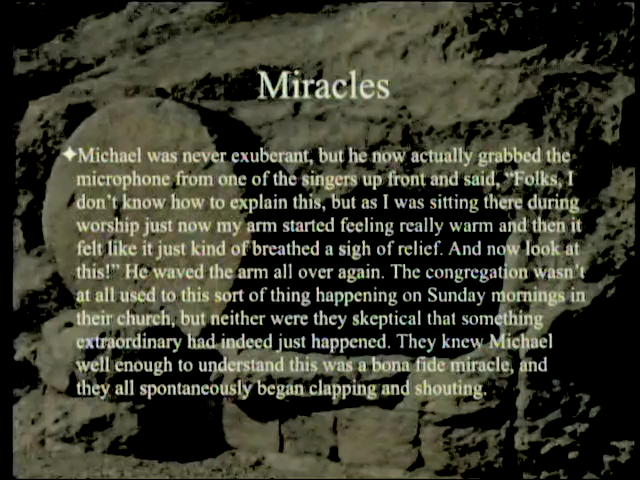 Miracles
✦Michael was never exuberant, but he now actually grabbed the
microphone from one of the singers up front and said, "Folks, I
don't know how to explain this, but as I was sitting there during
worship just now my arm started feeling really warm and then it
felt like it just kind of breathed a sigh of relief. And now look at
this!" He waved the arm all over again. The congregation wasn't
at all used to this sort of thing happening on Sunday mornings in
their church, but neither were they skeptical that something
extraordinary had indeed just happened. They knew Michael
well enough to understand this was a bona fide miracle, and
they all spontaneously began clapping and shouting.